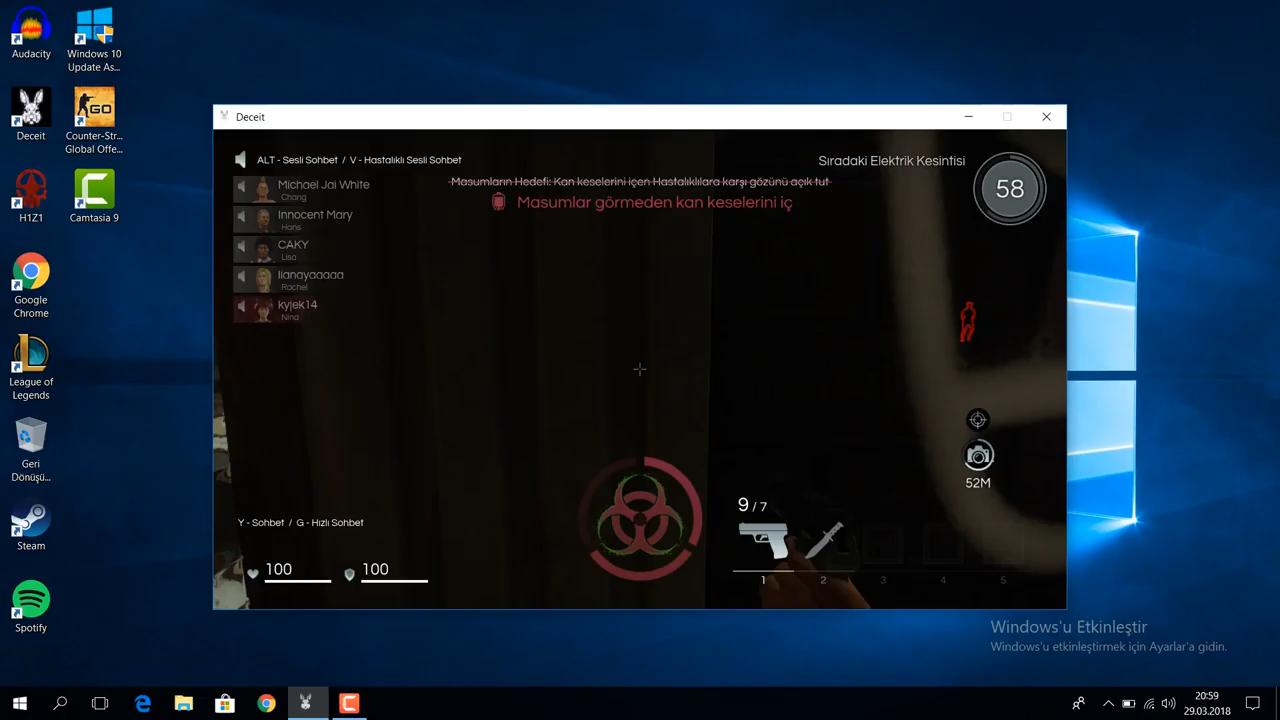 Audacity
Windows 10
Update As...
Deceit
Counter-Str...
Global Offe...
H1Z1
Camtasia 9
Google
Chrome
League of
Legends
Geri
Dönüşü...
Steam
Spotify
Deceit
ALT - Sesli Sohbet / V - Hastalıklı Sesli Sohbet
Michael Jai White
Chang
Innocent Mary
Hans
CAKY
Lisa
lianayaaaaa
Rachel
kyjek14
Nina
Masumların Hedefi: Kan keselerini içen Hastalıklılara karşı gözünü açık tut
Masumlar görmeden kan keselerini iç
Sıradaki Elektrik Kesintisi
58
52M
9 / 7
1 2 3 4 5
Y - Sohbet / G - Hızlı Sohbet
100 100
Windows'u Etkinleştir
Windows'u etkinleştirmek için Ayarlar'a gidin.
20:59
29.03.2018